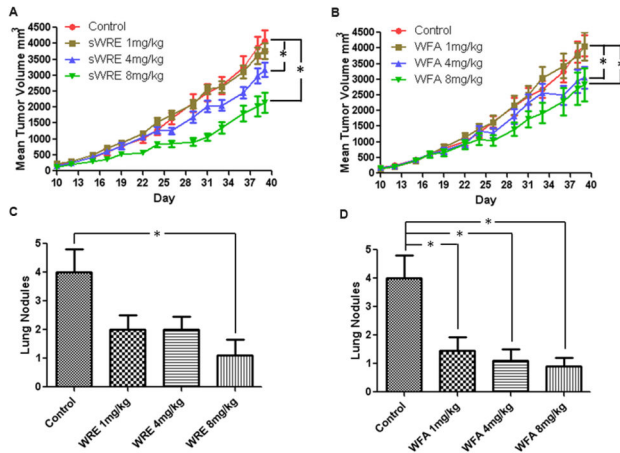 A
Mean Tumor Volume mm³
4500
4000
3500
3000
2500
2000
1500
1000
500
0
Control
sWRE 1mg/kg
sWRE 4mg/kg
sWRE 8mg/kg
*
*
10 13 16 19 22 25 28 31 34 37 40
Day
B
Mean Tumor Volume mm³
4500
4000
3500
3000
2500
2000
1500
1000
500
0
Control
WFA 1mg/kg
WFA 4mg/kg
WFA 8mg/kg
*
10 13 16 19 22 25 28 31 34 37 40
Day
C
Lung Nodules
5
4
3
2
1
0
*
Control
WRE 1mg/kg
WRE 4mg/kg
WRE 8mg/kg
D
Lung Nodules
5
4
3
2
1
0
*
*
*
Control
WFA 1mg/kg
WFA 4mg/kg
WFA 8mg/kg